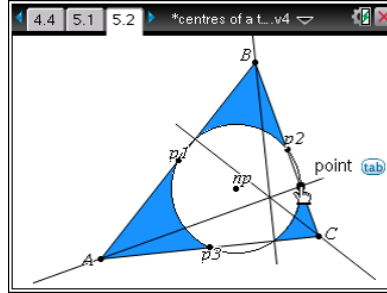 4.4 5.1 5.2 *centres of a t...v4
B
p1
p2
point tab
np
A
p3
C